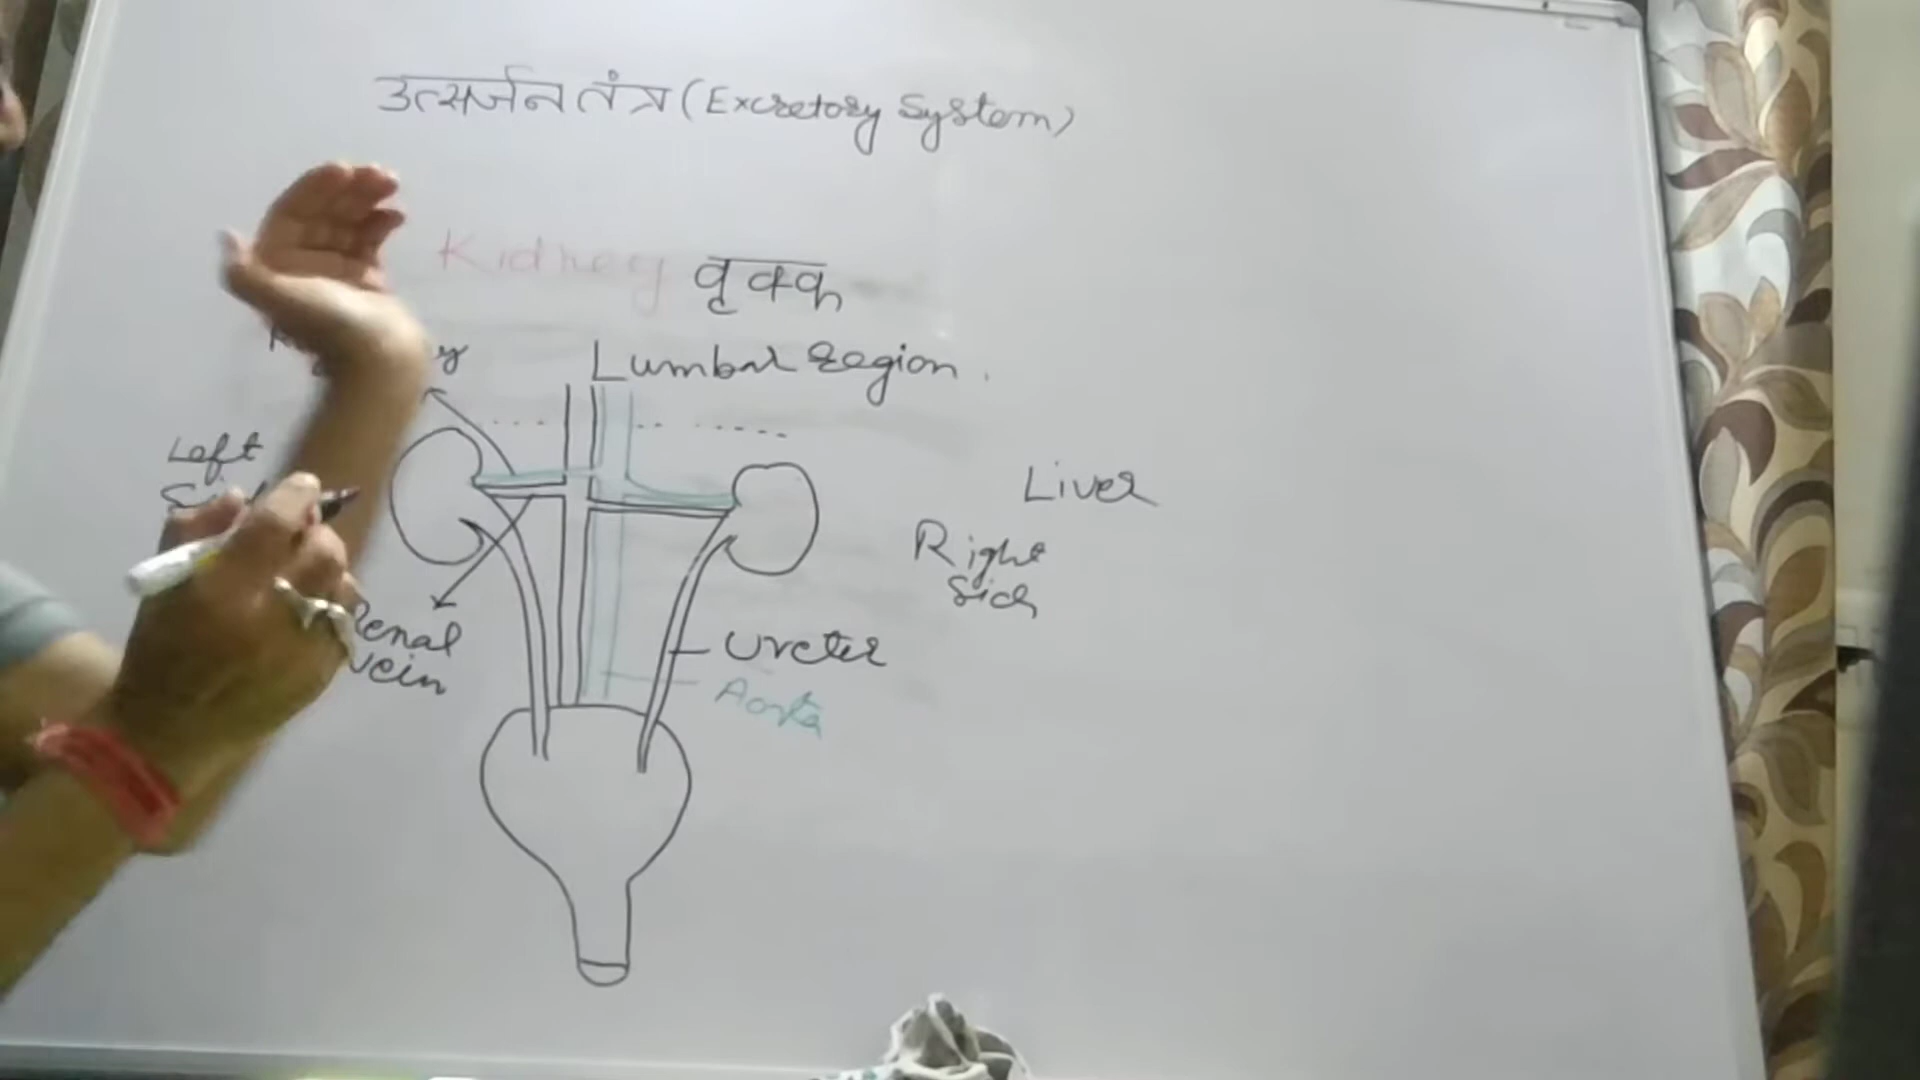 उत्सर्जन तंत्र (Excretory System)
Kidney वृक्क
Lumbar region.
Left
Liver
Right
Side
Renal
vein
Ureter
Aorta